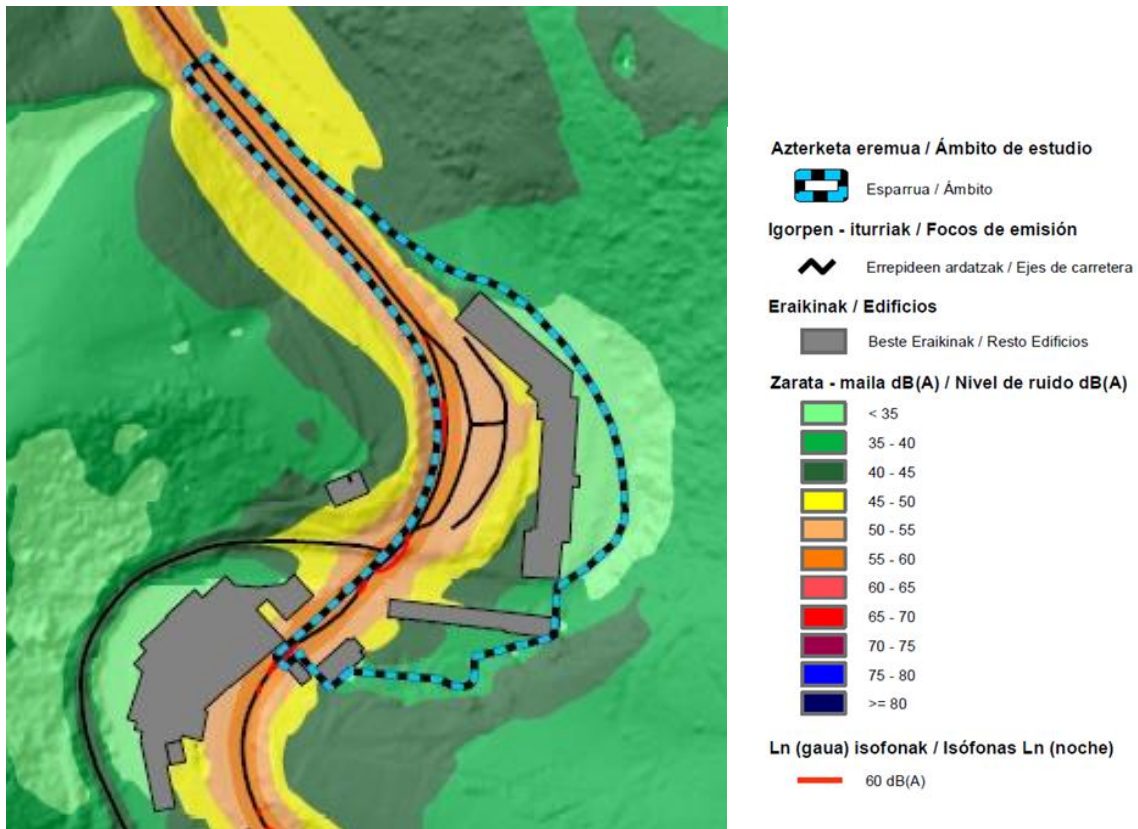 Azterketa eremua / Ámbito de estudio
Esparrua / Ámbito
Igorpen - iturriak / Focos de emisión
Errepideen ardatzak / Ejes de carretera
Eraikinak / Edificios
Beste Eraikinak / Resto Edificios
Zarata - maila dB(A) / Nivel de ruido dB(A)
< 35
35 - 40
40 - 45
45 - 50
50 - 55
55 - 60
60 - 65
65 - 70
70 - 75
75 - 80
>= 80
Ln (gaua) isofonak / Isófonas Ln (noche)
60 dB(A)